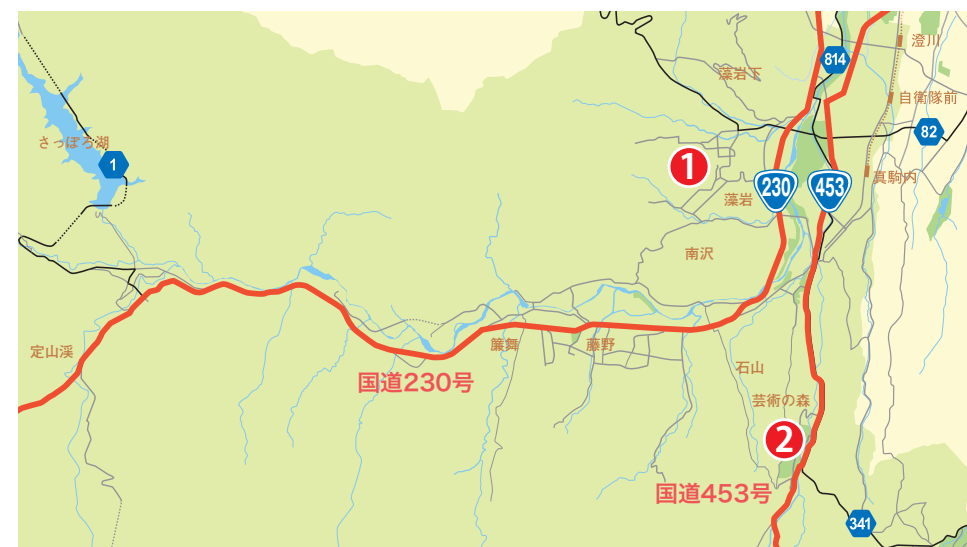 澄川
814
藻岩下
自衛隊前
82
さっぽろ湖
1
1
真駒内
230
453
藻岩
南沢
定山渓
簾舞
藤野
石山
国道230号
芸術の森
2
国道453号
341